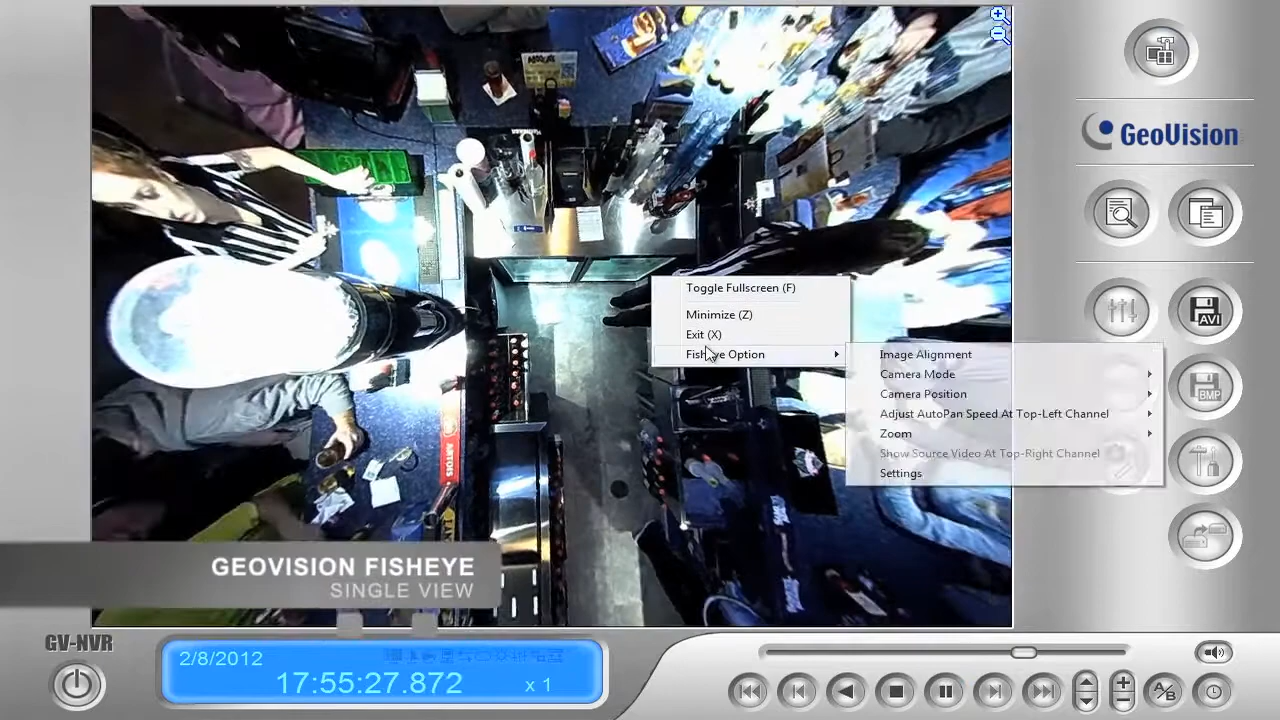 GeoVision
Toggle Fullscreen (F)
Minimize (Z)
Exit (X)
Fisheye Option
Image Alignment
Camera Mode
Camera Position
Adjust AutoPan Speed At Top-Left Channel
Zoom
Show Source Video At Top-Right Channel
Settings
AVI
BMP
ARTOIS
GEOVISION FISHEYE
SINGLE VIEW
GV-NVR
2/8/2012
17:55:27.872
x 1
A/B